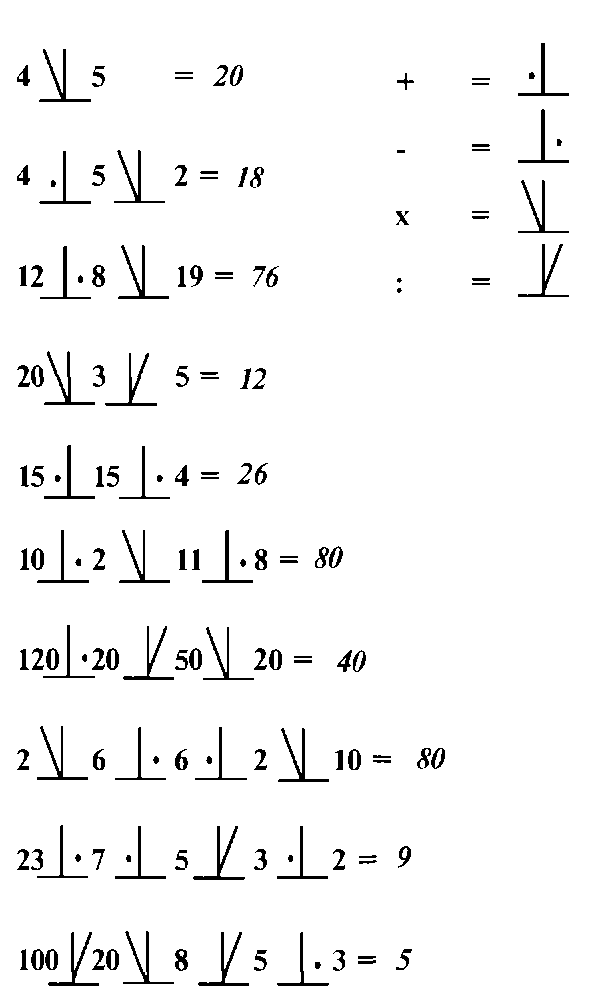 4 5 = 20
+ =
- =
4 5 2 = 18
x =
12 8 19 = 76
: =
20 3 5 = 12
15 15 4 = 26
10 2 11 8 = 80
120 20 50 20 = 40
2 6 6 2 10 = 80
23 7 5 3 2 = 9
100 20 8 5 3 = 5